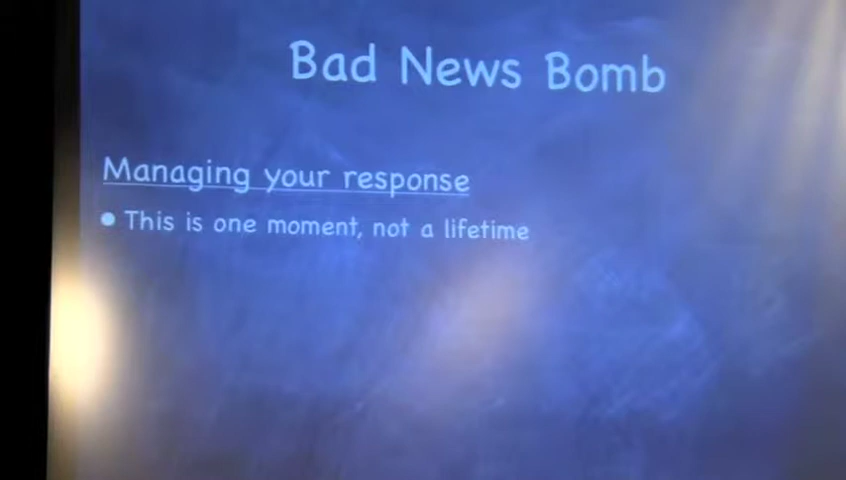 Bad News Bomb
Managing your response
• This is one moment, not a lifetime